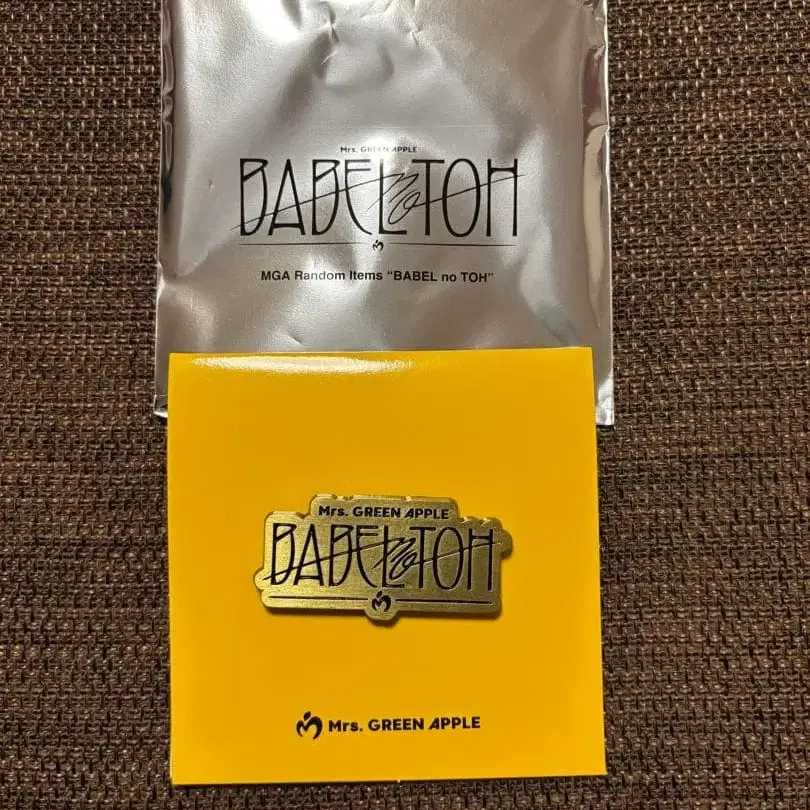 Mrs. GREEN APPLE
BABEL no TOH
MGA Random Items “BABEL no TOH”
Mrs. GREEN APPLE
BABEL no TOH
Mrs. GREEN APPLE